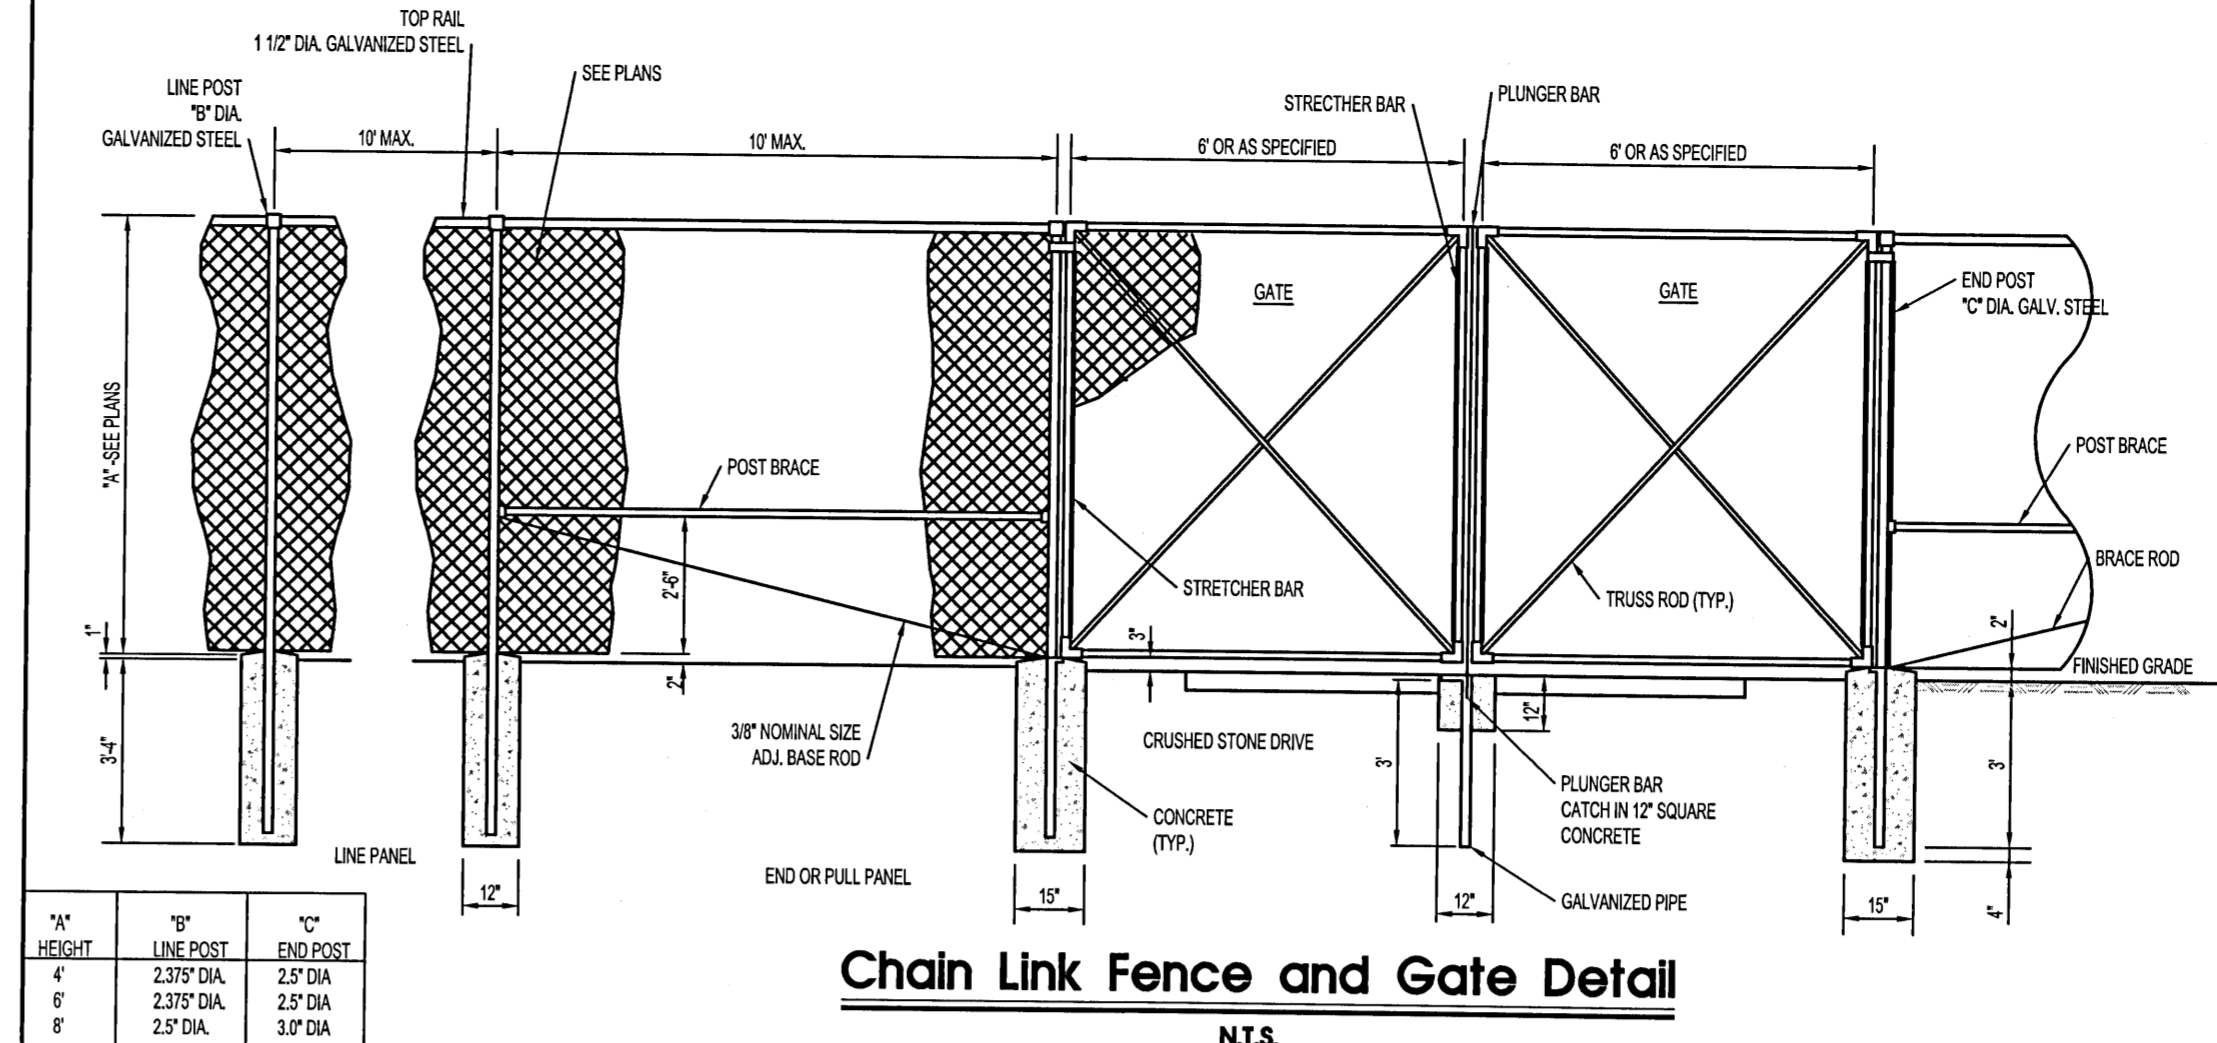 TOP RAIL
1 1/2" DIA. GALVANIZED STEEL
SEE PLANS
LINE POST
"B" DIA.
GALVANIZED STEEL
STRECTHER BAR
PLUNGER BAR
10' MAX.
10' MAX.
6' OR AS SPECIFIED
6' OR AS SPECIFIED
GATE
GATE
END POST
"C" DIA. GALV. STEEL
"A"-SEE PLANS
POST BRACE
POST BRACE
BRACE ROD
2'-6"
STRETCHER BAR
TRUSS ROD (TYP.)
1"
3"
2"
2"
FINISHED GRADE
3'-4"
3/8" NOMINAL SIZE
ADJ. BASE ROD
CRUSHED STONE DRIVE
12"
3'
3'
PLUNGER BAR
CATCH IN 12" SQUARE
CONCRETE
CONCRETE
(TYP.)
LINE PANEL
END OR PULL PANEL
GALVANIZED PIPE
12"
15"
12"
15"
4"
"A" "B" "C"
HEIGHT LINE POST END POST
4' 2.375" DIA. 2.5" DIA
6' 2.375" DIA. 2.5" DIA
8' 2.5" DIA. 3.0" DIA
Chain Link Fence and Gate Detail
N.T.S.